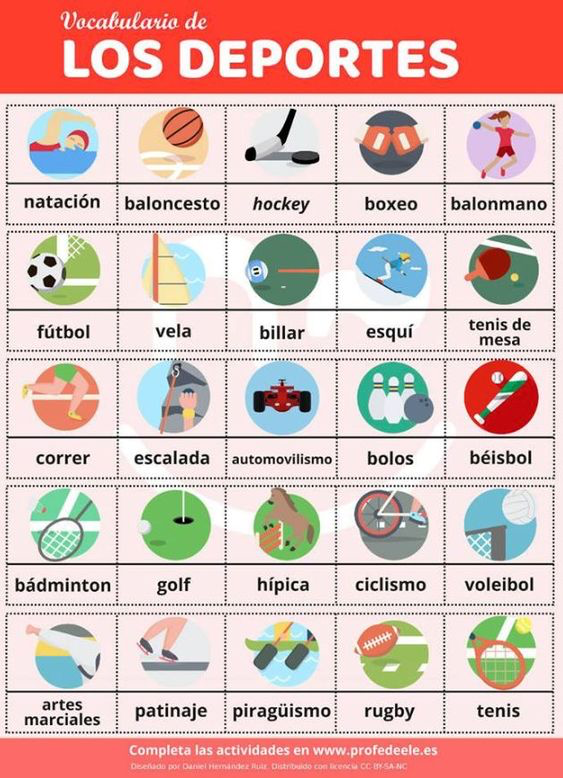 Vocabulario de
LOS DEPORTES
natación
baloncesto
hockey
boxeo
balonmano
fútbol
vela
billar
esquí
tenis de
mesa
correr
escalada
automovilismo
bolos
béisbol
bádminton
golf
hípica
ciclismo
voleibol
artes
marciales
patinaje
piragüismo
rugby
tenis
Completa las actividades en www.profedeele.es
Diseñado por Daniel Hernández Ruiz. Distribuido con licencia CC BY-SA-NC